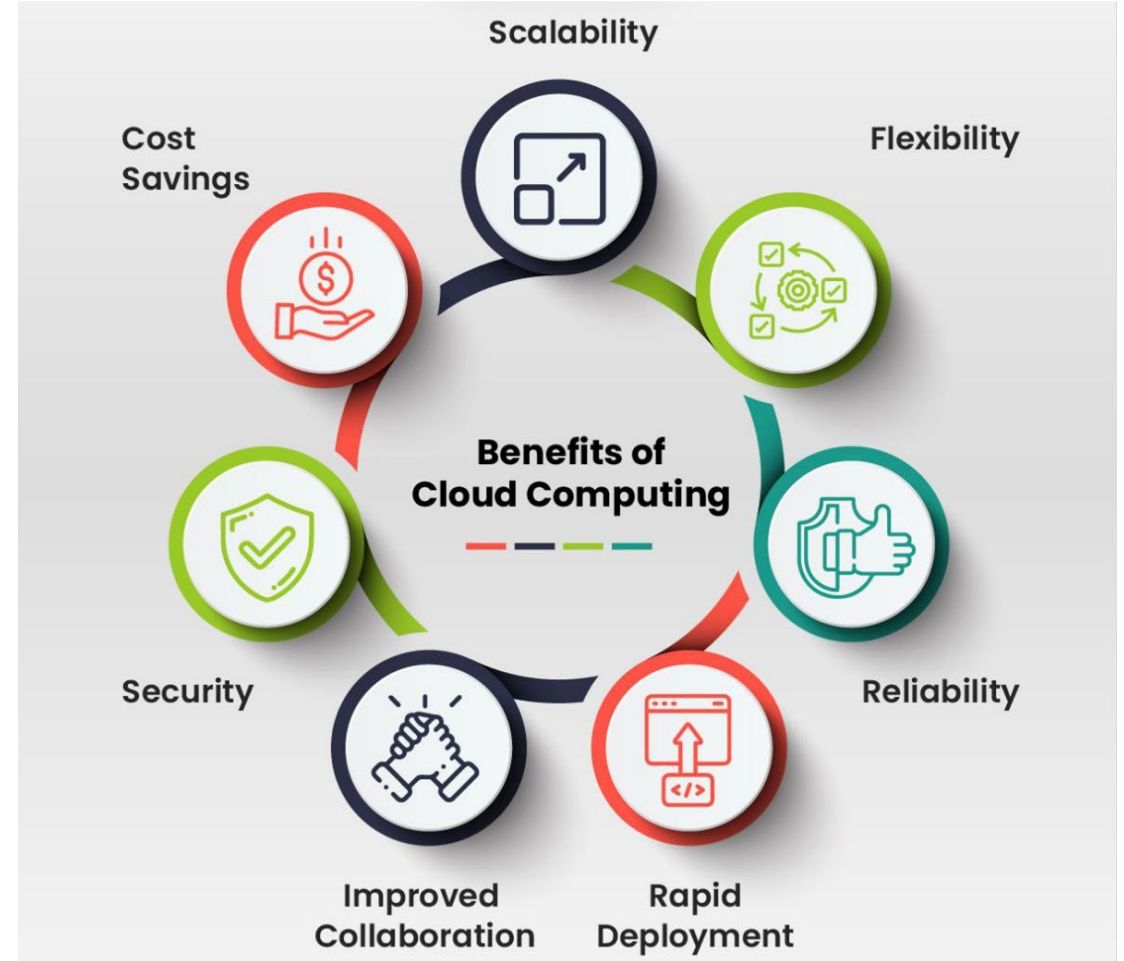 Scalability
Cost
Savings
Flexibility
$
Benefits of
Cloud Computing
Security
Reliability
</>
Improved
Collaboration
Rapid
Deployment